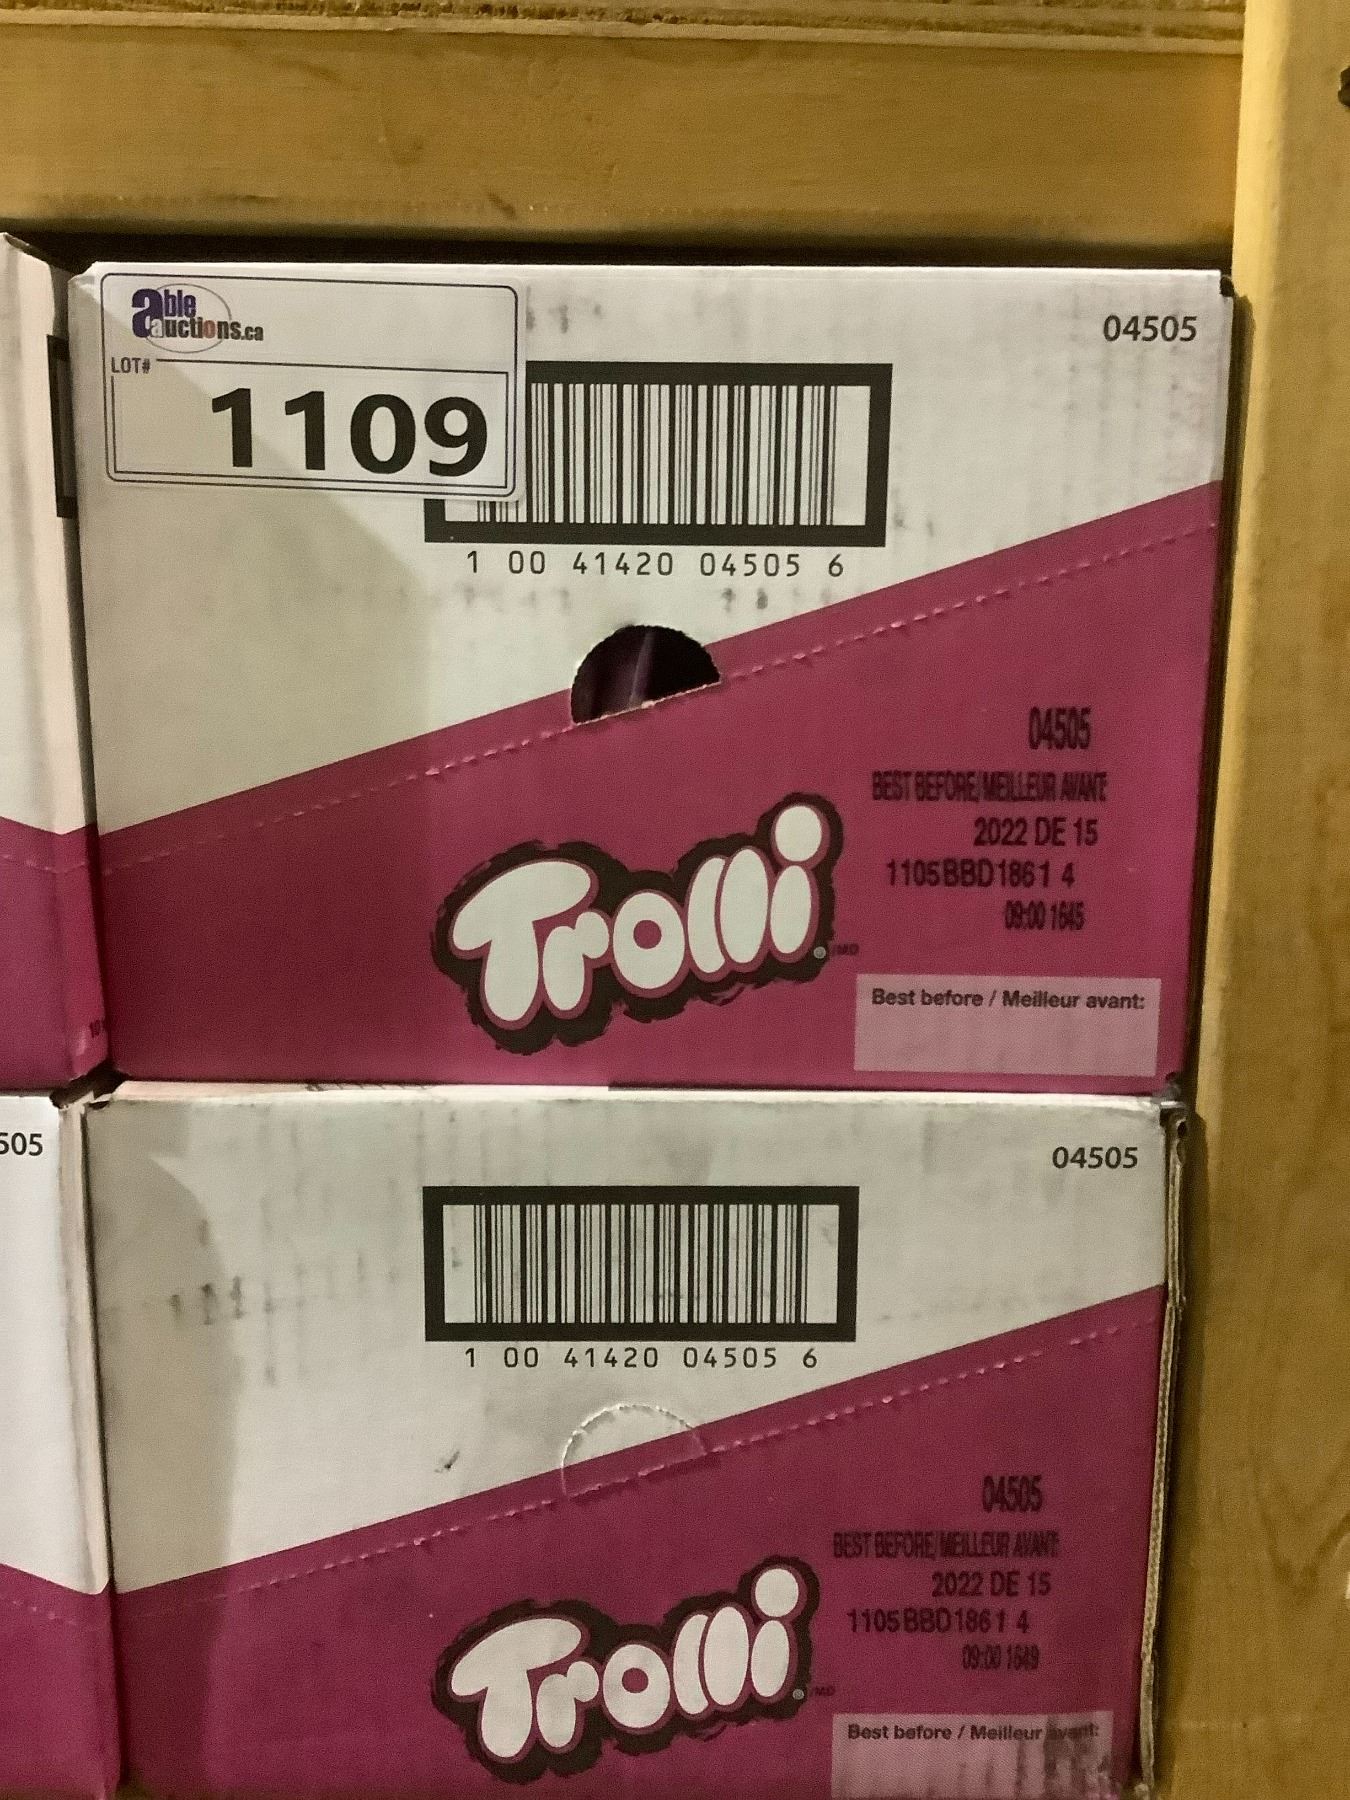 able
auctions.ca
LOT#
1109
04505
1 00 41420 04505 6
04505
BEST BEFORE/MEILLEUR AVANT
2022 DE 15
1105BBD1861 4
09:00 1645
Trolli
®/MD
Best before / Meilleur avant:
505
04505
1 00 41420 04505 6
04505
BEST BEFORE/MEILLEUR AVANT
2022 DE 15
1105BBD1861 4
09:00 1649
Trolli
®/MD
Best before / Meilleur avant: